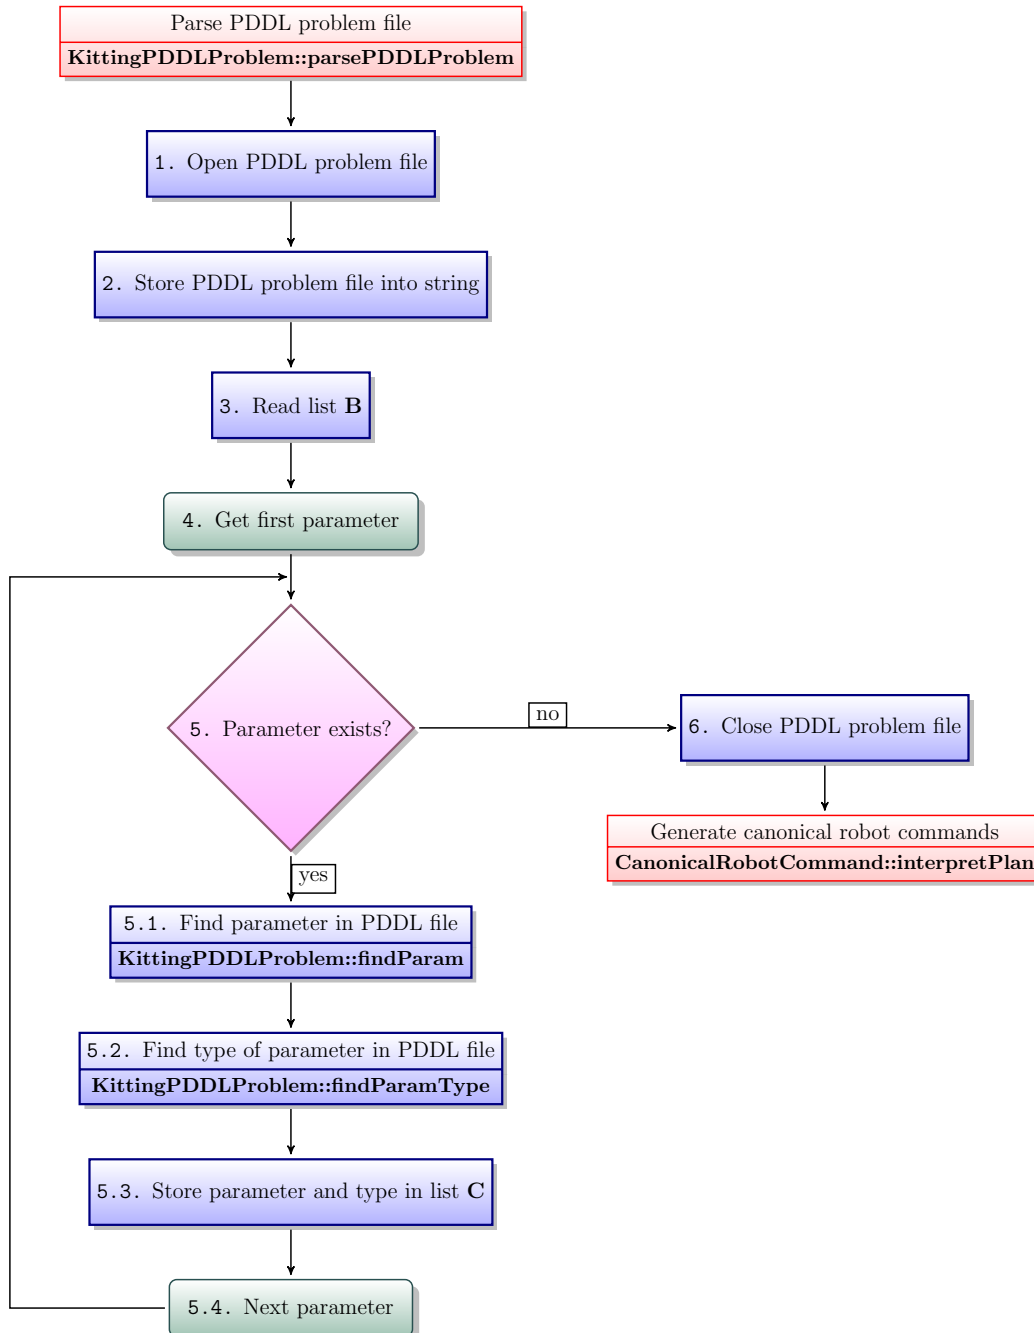 Parse PDDL problem file
KittingPDDLProblem::parsePDDLProblem
1. Open PDDL problem file
2. Store PDDL problem file into string
3. Read list B
4. Get first parameter
5. Parameter exists?
no
6. Close PDDL problem file
Generate canonical robot commands
CanonicalRobotCommand::interpretPlan
yes
5.1. Find parameter in PDDL file
KittingPDDLProblem::findParam
5.2. Find type of parameter in PDDL file
KittingPDDLProblem::findParamType
5.3. Store parameter and type in list C
5.4. Next parameter